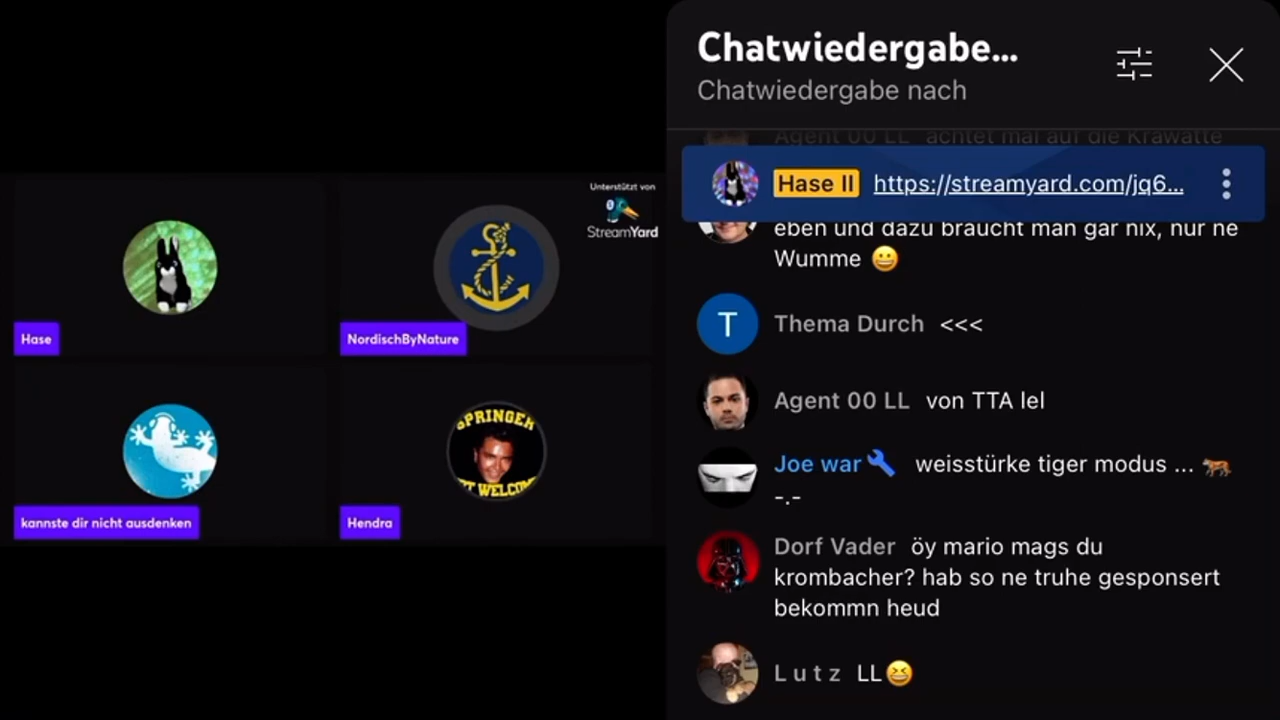 Unterstützt von
StreamYard
Hase
NordischByNature
SPRINGER
kannste dir nicht ausdenken
Hendra
Chatwiedergabe...
Chatwiedergabe nach
Agent 00 LL achtet mal auf die Krawatte
Hase II https://streamyard.com/jq6...
eben und dazu braucht man gar nix, nur ne
Wumme 😀
T Thema Durch <<<
Agent 00 LL von TTA lel
Joe war🔧 weisstürke tiger modus ... 🐅
-.-
Dorf Vader öy mario mags du
krombacher? hab so ne truhe gesponsert
bekommn heud
L u t z LL😆